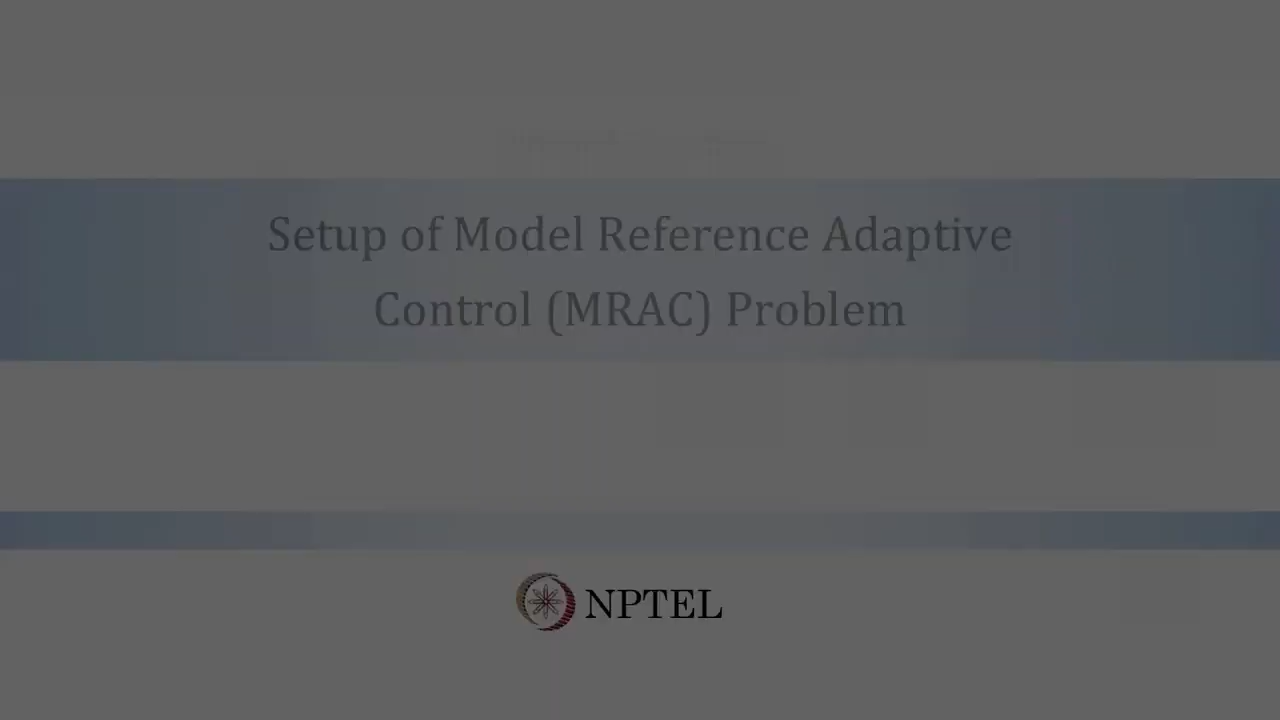 Setup of Model Reference Adaptive
Control (MRAC) Problem
NPTEL